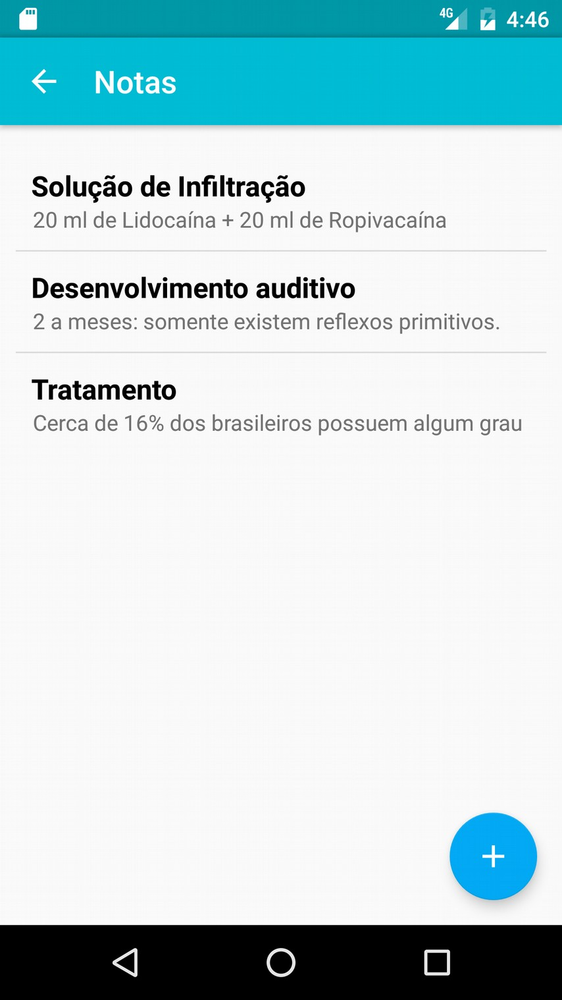 4G 4:46
Notas
Solução de Infiltração
20 ml de Lidocaína + 20 ml de Ropivacaína
Desenvolvimento auditivo
2 a meses: somente existem reflexos primitivos.
Tratamento
Cerca de 16% dos brasileiros possuem algum grau